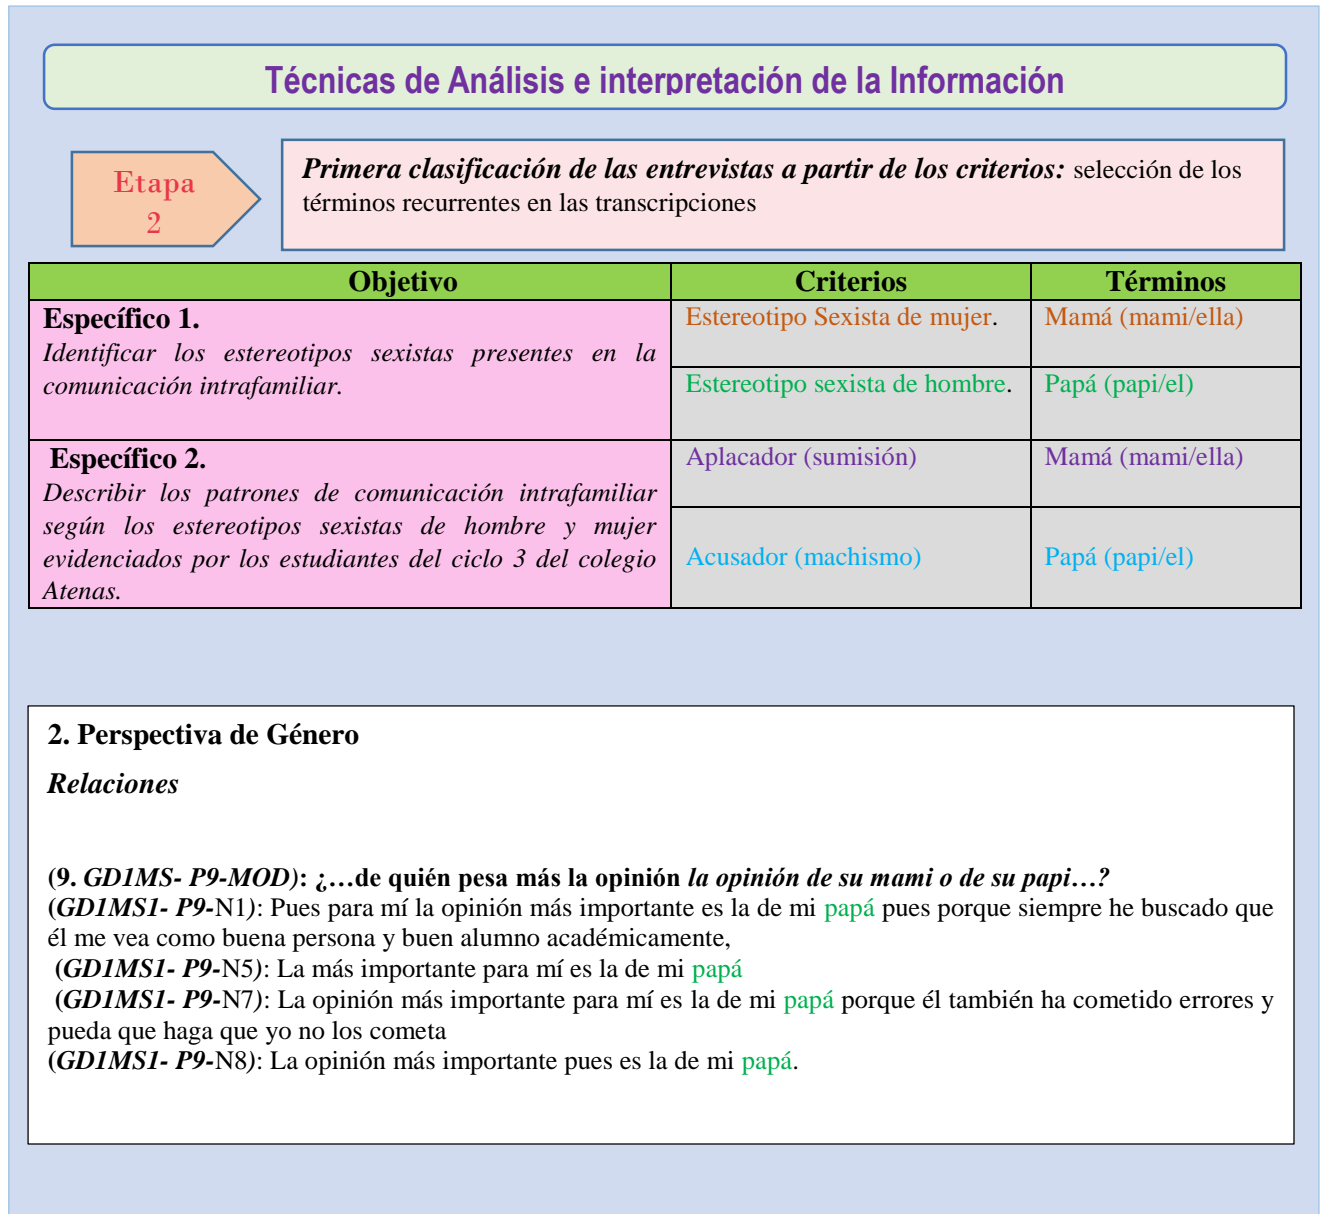 Técnicas de Análisis e interpretación de la Información
Etapa
2
Primera clasificación de las entrevistas a partir de los criterios: selección de los
términos recurrentes en las transcripciones
Objetivo Criterios Términos
Específico 1.
Identificar los estereotipos sexistas presentes en la
comunicación intrafamiliar.
Estereotipo Sexista de mujer. Mamá (mami/ella)
Estereotipo sexista de hombre. Papá (papi/el)
Específico 2.
Describir los patrones de comunicación intrafamiliar
según los estereotipos sexistas de hombre y mujer
evidenciados por los estudiantes del ciclo 3 del colegio
Atenas.
Aplacador (sumisión) Mamá (mami/ella)
Acusador (machismo) Papá (papi/el)
2. Perspectiva de Género
Relaciones
(9. GD1MS- P9-MOD): ¿…de quién pesa más la opinión la opinión de su mami o de su papi…?
(GD1MS1- P9-N1): Pues para mí la opinión más importante es la de mi papá pues porque siempre he buscado que
él me vea como buena persona y buen alumno académicamente,
(GD1MS1- P9-N5): La más importante para mí es la de mi papá
(GD1MS1- P9-N7): La opinión más importante para mí es la de mi papá porque él también ha cometido errores y
pueda que haga que yo no los cometa
(GD1MS1- P9-N8): La opinión más importante pues es la de mi papá.